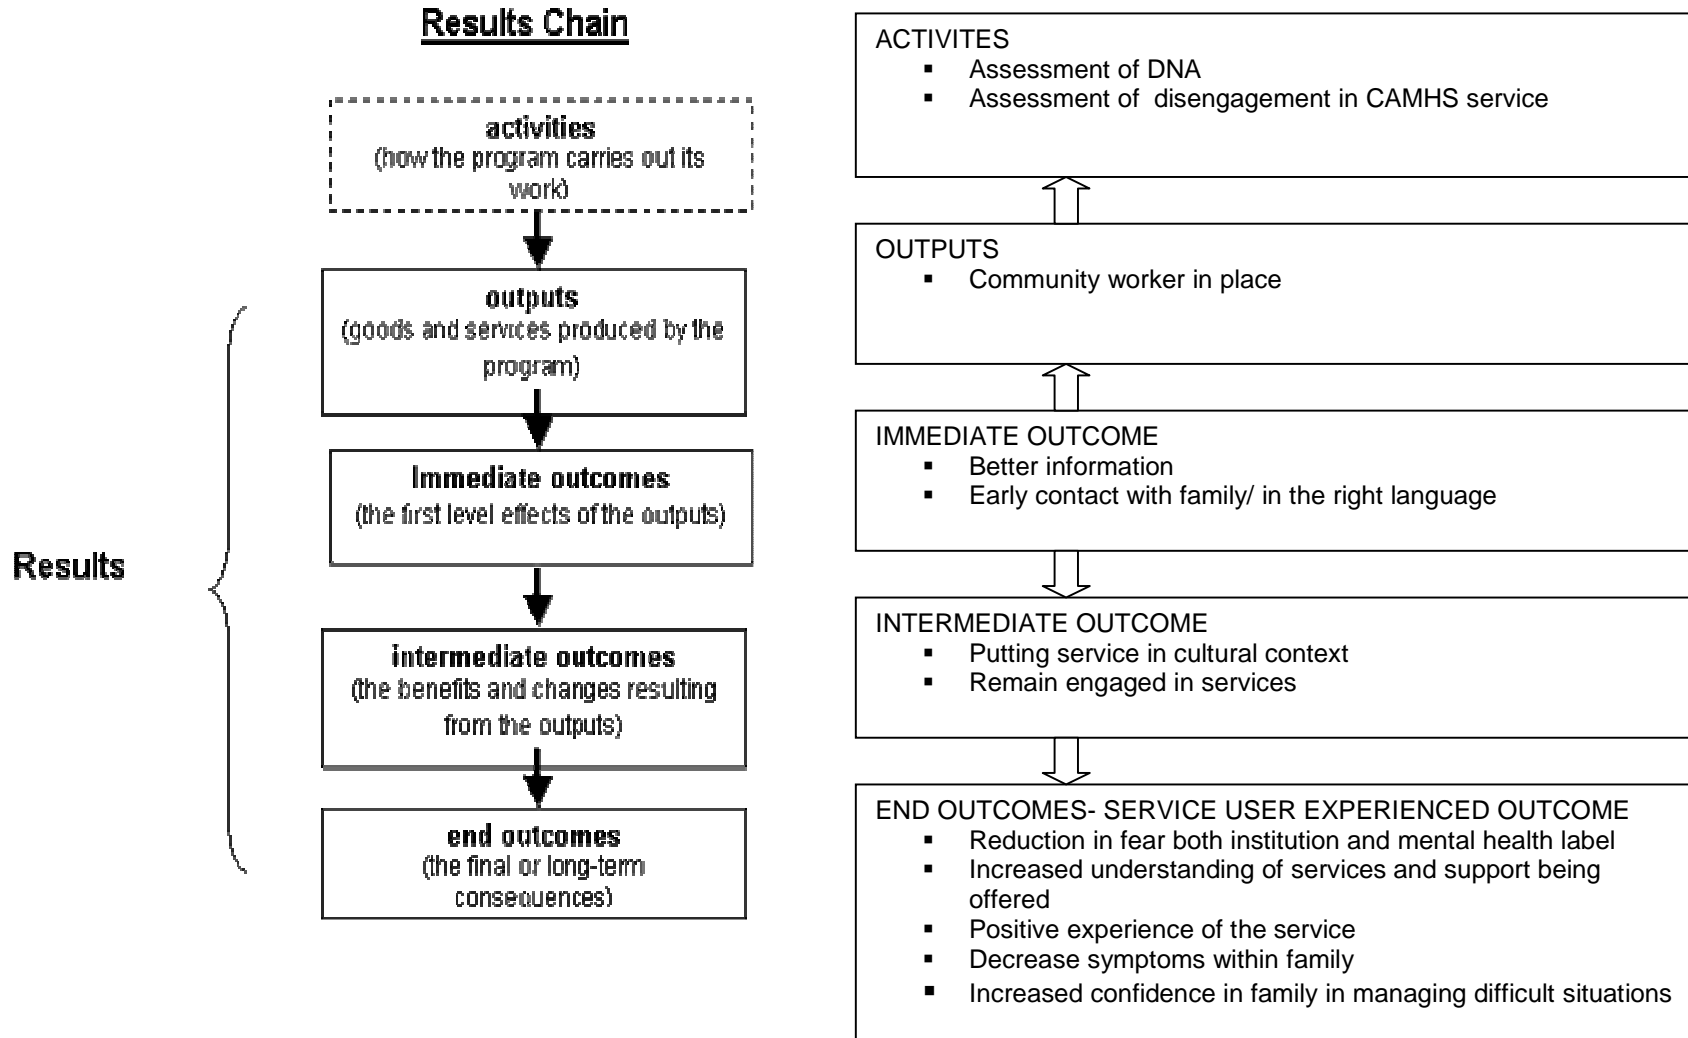 Results Chain
activities
(how the program carries out its
work)
outputs
(goods and services produced by the
program)
Immediate outcomes
(the first level effects of the outputs)
Results
intermediate outcomes
(the benefits and changes resulting
from the outputs)
end outcomes
(the final or long-term
consequences)
ACTIVITES
▪ Assessment of DNA
▪ Assessment of disengagement in CAMHS service
OUTPUTS
▪ Community worker in place
IMMEDIATE OUTCOME
▪ Better information
▪ Early contact with family/ in the right language
INTERMEDIATE OUTCOME
▪ Putting service in cultural context
▪ Remain engaged in services
END OUTCOMES- SERVICE USER EXPERIENCED OUTCOME
▪ Reduction in fear both institution and mental health label
▪ Increased understanding of services and support being
offered
▪ Positive experience of the service
▪ Decrease symptoms within family
▪ Increased confidence in family in managing difficult situations